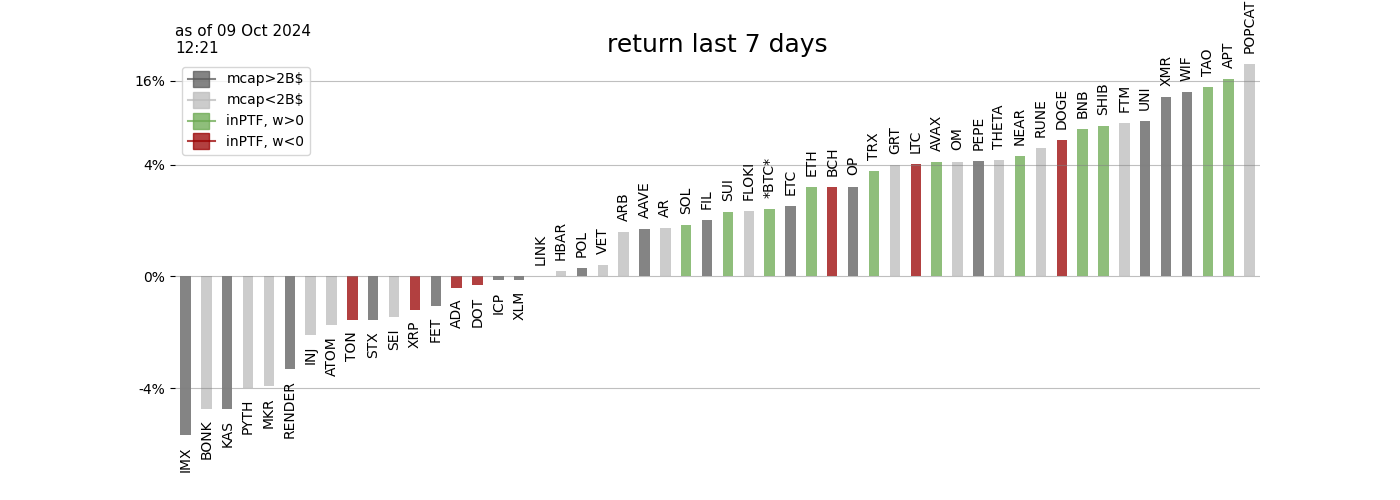 as of 09 Oct 2024
12:21
return last 7 days
mcap>2B$
mcap<2B$
inPTF, w>0
inPTF, w<0
16%
4%
0%
-4%
IMX
BONK
KAS
PYTH
MKR
RENDER
INJ
ATOM
TON
STX
SEI
XRP
FET
ADA
DOT
ICP
XLM
LINK
HBAR
POL
VET
ARB
AAVE
AR
SOL
FIL
SUI
FLOKI
*BTC*
ETC
ETH
BCH
OP
TRX
GRT
LTC
AVAX
OM
PEPE
THETA
NEAR
RUNE
DOGE
BNB
SHIB
FTM
UNI
XMR
WIF
TAO
APT
POPCAT